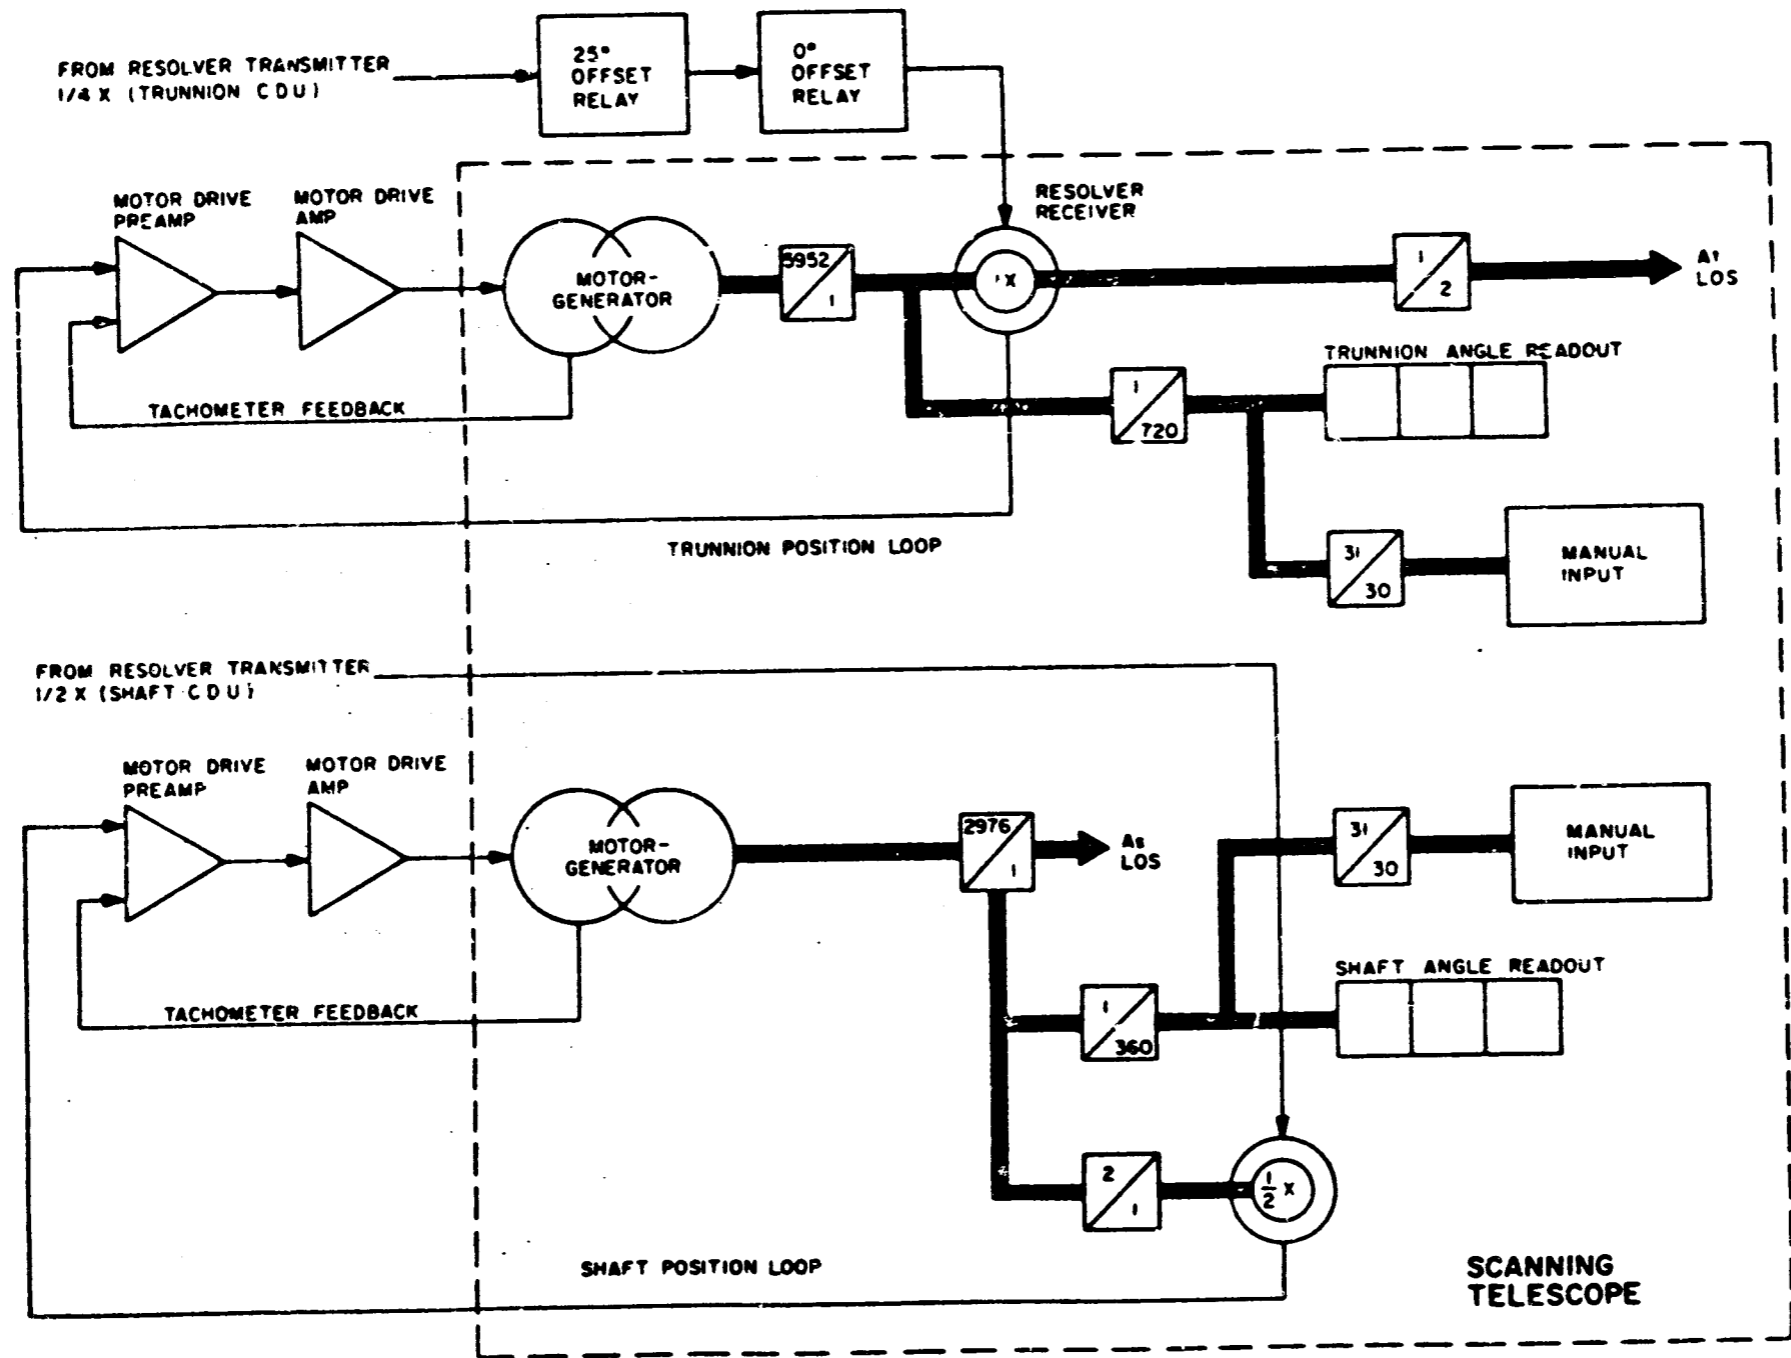 FROM RESOLVER TRANSMITTER
1/4 X (TRUNNION C D U)
25°
OFFSET
RELAY
0°
OFFSET
RELAY
MOTOR DRIVE
PREAMP
MOTOR DRIVE
AMP
MOTOR-
GENERATOR
5952
1
RESOLVER
RECEIVER
1X
1
2
At
LOS
TACHOMETER FEEDBACK
TRUNNION ANGLE READOUT
1
720
TRUNNION POSITION LOOP
31
30
MANUAL
INPUT
FROM RESOLVER TRANSMITTER
1/2 X (SHAFT C D U)
MOTOR DRIVE
PREAMP
MOTOR DRIVE
AMP
MOTOR-
GENERATOR
2976
1
As
LOS
31
30
MANUAL
INPUT
TACHOMETER FEEDBACK
SHAFT ANGLE READOUT
1
360
2
1
1/2 X
SHAFT POSITION LOOP
SCANNING
TELESCOPE